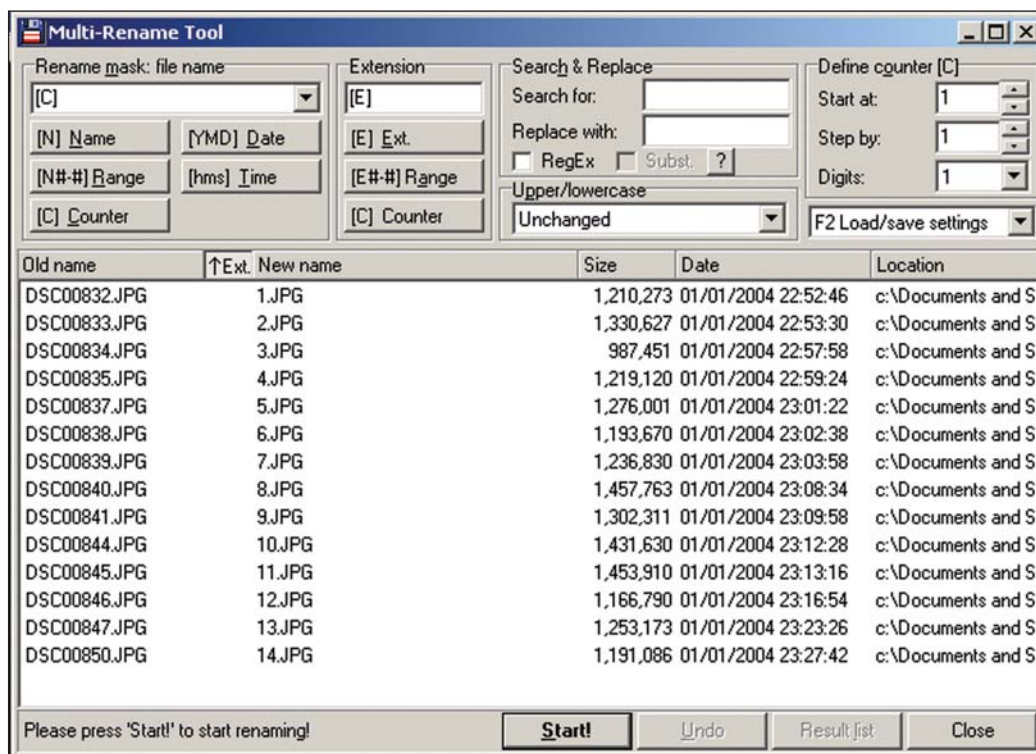 Multi-Rename Tool
Rename mask: file name
[C]
[N] Name
[YMD] Date
[N#-#] Range
[hms] Time
[C] Counter
Extension
[E]
[E] Ext.
[E#-#] Range
[C] Counter
Search & Replace
Search for:
Replace with:
RegEx
Subst.
?
Upper/lowercase
Unchanged
Define counter [C]
Start at: 1
Step by: 1
Digits: 1
F2 Load/save settings
Old name ↑Ext. New name Size Date Location
DSC00832.JPG 1.JPG 1,210,273 01/01/2004 22:52:46 c:\Documents and S
DSC00833.JPG 2.JPG 1,330,627 01/01/2004 22:53:30 c:\Documents and S
DSC00834.JPG 3.JPG 987,451 01/01/2004 22:57:58 c:\Documents and S
DSC00835.JPG 4.JPG 1,219,120 01/01/2004 22:59:24 c:\Documents and S
DSC00837.JPG 5.JPG 1,276,001 01/01/2004 23:01:22 c:\Documents and S
DSC00838.JPG 6.JPG 1,193,670 01/01/2004 23:02:38 c:\Documents and S
DSC00839.JPG 7.JPG 1,236,830 01/01/2004 23:03:58 c:\Documents and S
DSC00840.JPG 8.JPG 1,457,763 01/01/2004 23:08:34 c:\Documents and S
DSC00841.JPG 9.JPG 1,302,311 01/01/2004 23:09:58 c:\Documents and S
DSC00844.JPG 10.JPG 1,431,630 01/01/2004 23:12:28 c:\Documents and S
DSC00845.JPG 11.JPG 1,453,910 01/01/2004 23:13:16 c:\Documents and S
DSC00846.JPG 12.JPG 1,166,790 01/01/2004 23:16:54 c:\Documents and S
DSC00847.JPG 13.JPG 1,253,173 01/01/2004 23:23:26 c:\Documents and S
DSC00850.JPG 14.JPG 1,191,086 01/01/2004 23:27:42 c:\Documents and S
Please press 'Start!' to start renaming! Start! Undo Result list Close